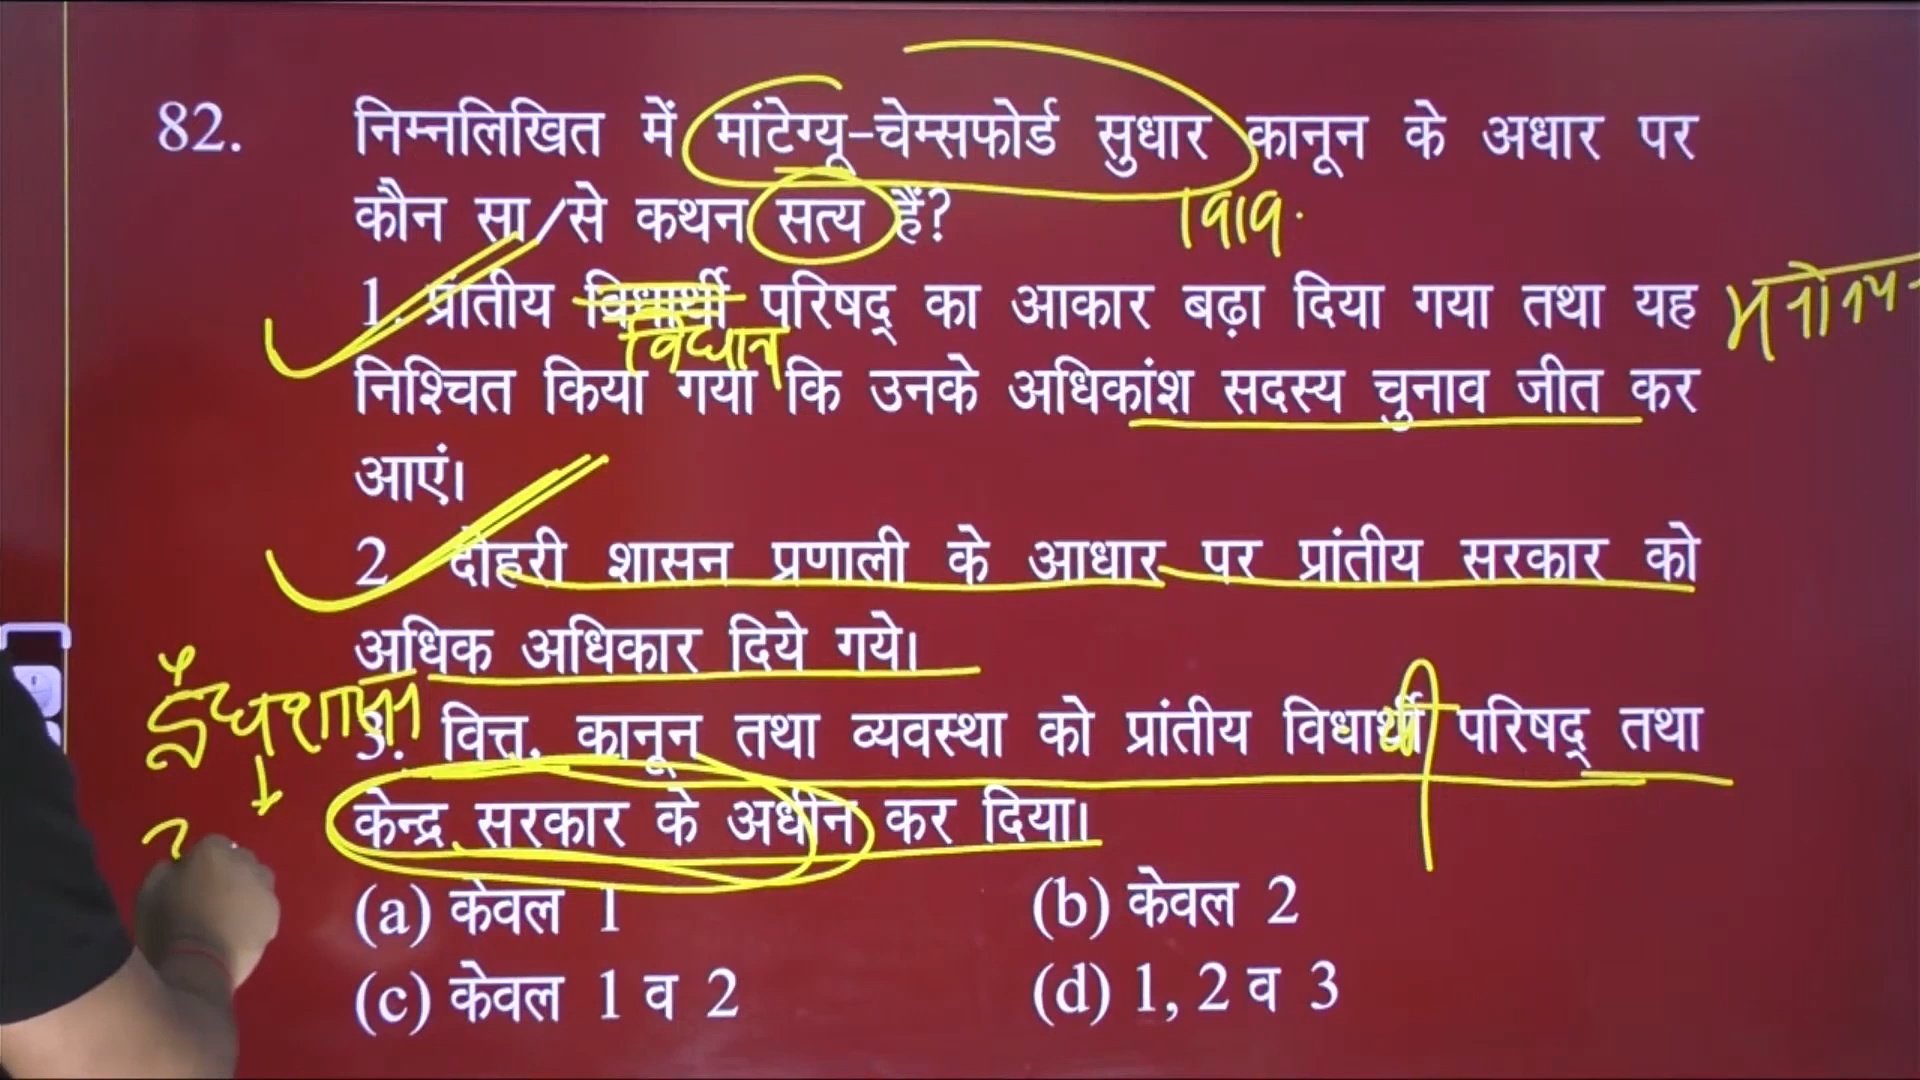 82. निम्नलिखित में मांटेग्यू-चेम्सफोर्ड सुधार कानून के अधार पर
कौन सा/से कथन सत्य हैं?
1919.
1. प्रांतीय विधार्थी परिषद् का आकार बढ़ा दिया गया तथा यह
विधान
निश्चित किया गया कि उनके अधिकांश सदस्य चुनाव जीत कर
आएं।
2. दोहरी शासन प्रणाली के आधार पर प्रांतीय सरकार को
अधिक अधिकार दिये गये।
3. वित्त, कानून तथा व्यवस्था को प्रांतीय विधार्थी परिषद् तथा
केन्द्र सरकार के अधीन कर दिया।
(a) केवल 1
(b) केवल 2
(c) केवल 1 व 2
(d) 1, 2 व 3